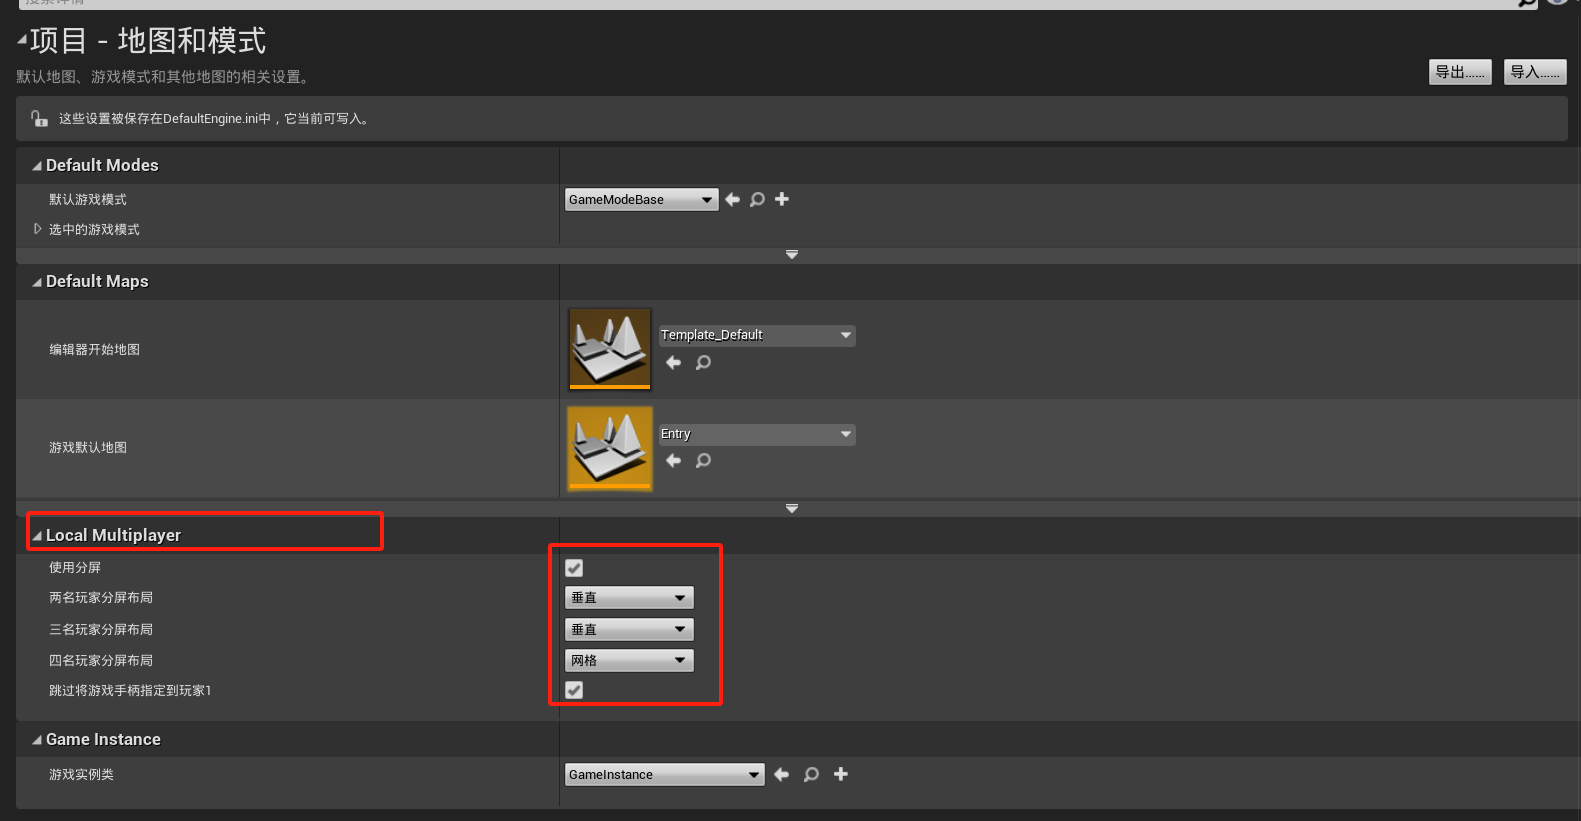 项目 - 地图和模式
默认地图、游戏模式和其他地图的相关设置。
导出......
导入......
这些设置被保存在DefaultEngine.ini中，它当前可写入。
Default Modes
默认游戏模式
GameModeBase
选中的游戏模式
Default Maps
编辑器开始地图
Template_Default
游戏默认地图
Entry
Local Multiplayer
使用分屏
两名玩家分屏布局
垂直
三名玩家分屏布局
垂直
四名玩家分屏布局
网格
跳过将游戏手柄指定到玩家1
Game Instance
游戏实例类
GameInstance